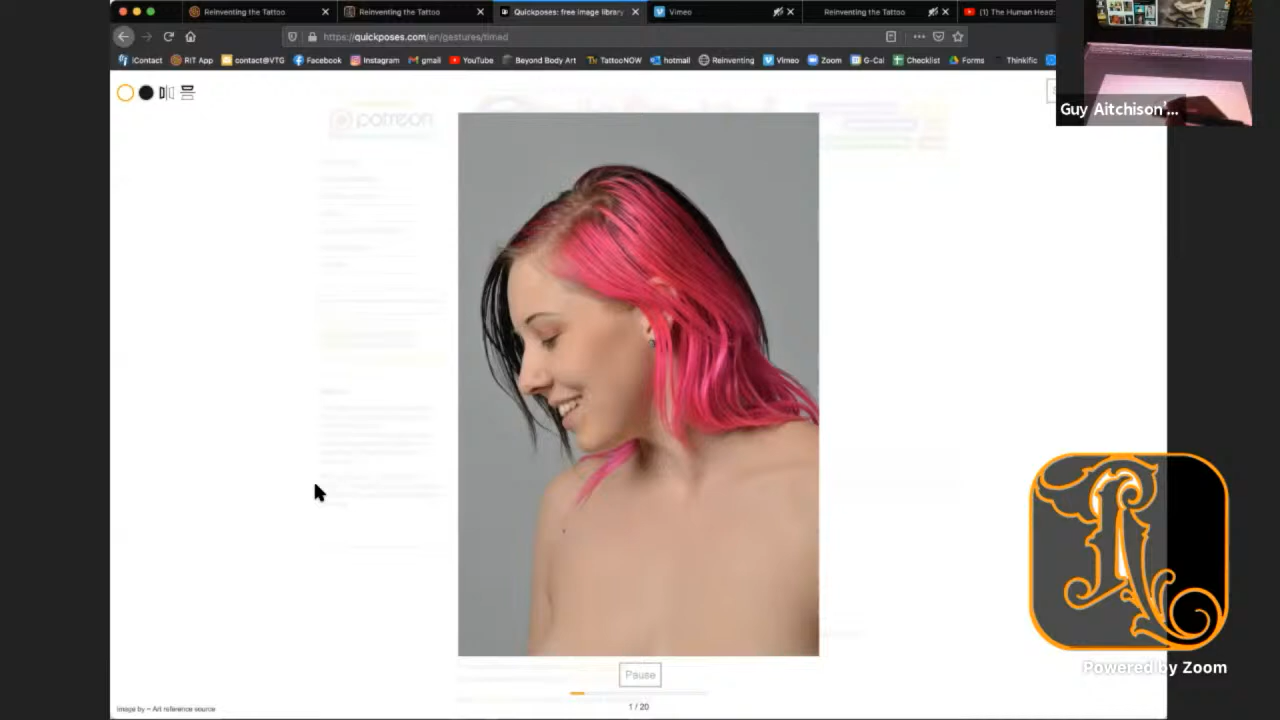 Reinventing the Tattoo
Reinventing the Tattoo
Quickposes: free image library
Vimeo
Reinventing the Tattoo
(1) The Human Head:
https://quickposes.com/en/gestures/timed
iContact
RIT App
contact@VTG
Facebook
Instagram
gmail
YouTube
Beyond Body Art
TattooNOW
hotmail
Reinventing
Vimeo
Zoom
G-Cal
Checklist
Forms
Thinkific
Guy Aitchison'...
patreon
Pause
1 / 20
image by ~ Art reference source
Powered by Zoom